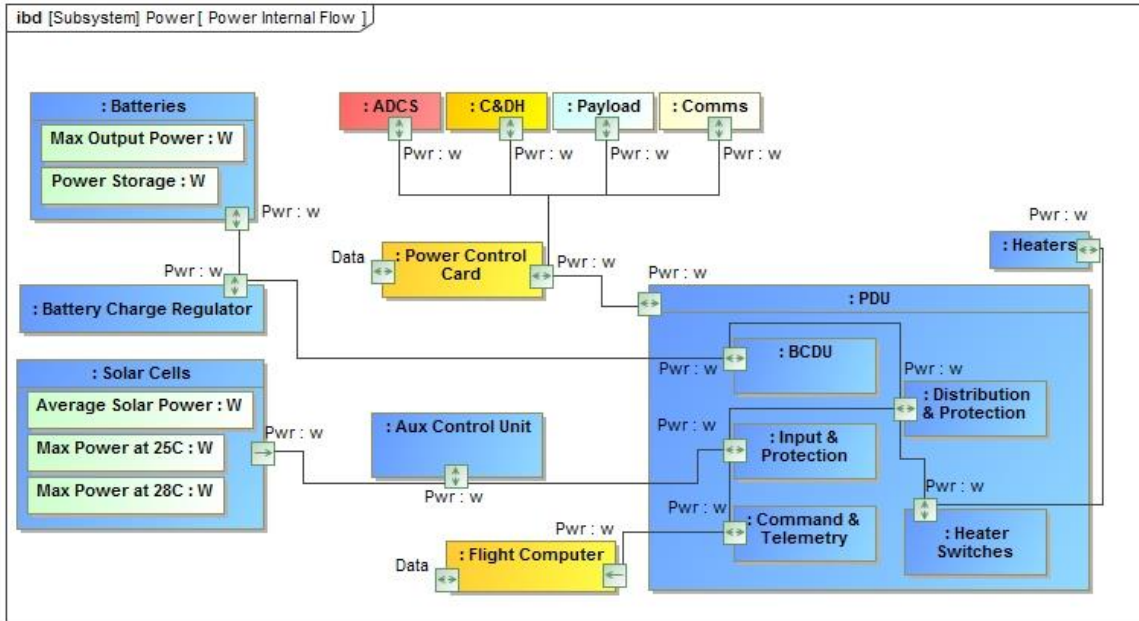 ibd [Subsystem] Power [ Power Internal Flow ]
: Batteries
Max Output Power : W
Power Storage : W
Pwr : w
Pwr : w
: Battery Charge Regulator
: Solar Cells
Average Solar Power : W
Max Power at 25C : W
Max Power at 28C : W
Pwr : w
: ADCS
: C&DH
: Payload
: Comms
Pwr : w
Pwr : w
Pwr : w
Pwr : w
Data
: Power Control
Card
Pwr : w
: Aux Control Unit
Pwr : w
Pwr : w
Data
: Flight Computer
Pwr : w
: Heaters
Pwr : w
: PDU
: BCDU
Pwr : w
Pwr : w
: Distribution
& Protection
Pwr : w
: Input &
Protection
Pwr : w
: Command &
Telemetry
Pwr : w
: Heater
Switches